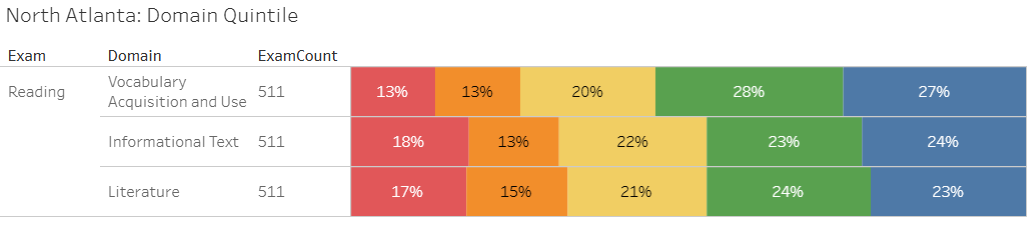 North Atlanta: Domain Quintile
Exam Domain ExamCount
Reading Vocabulary Acquisition and Use 511 13% 13% 20% 28% 27%
Informational Text 511 18% 13% 22% 23% 24%
Literature 511 17% 15% 21% 24% 23%